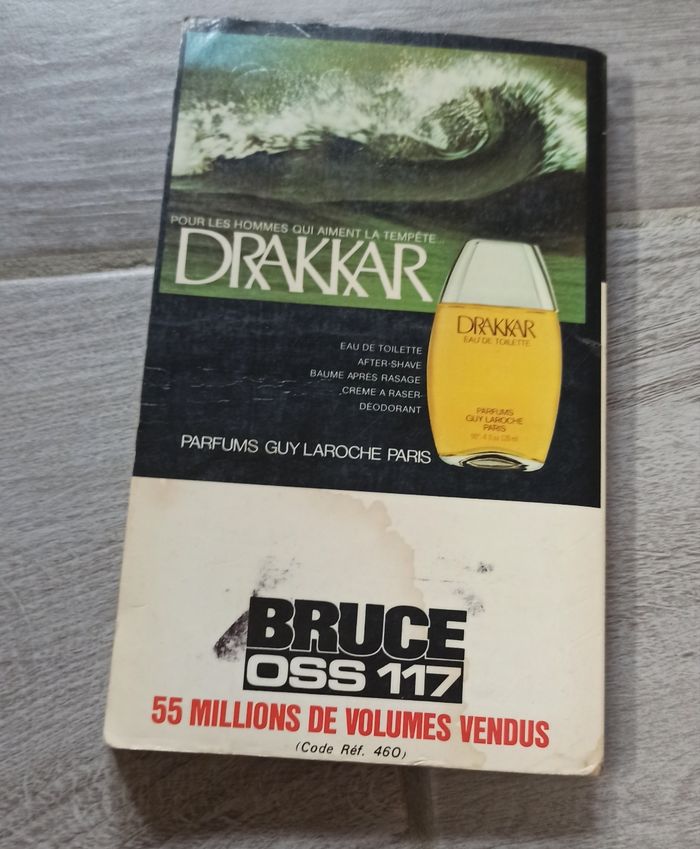 POUR LES HOMMES QUI AIMENT LA TEMPÊTE...
DRAKKAR
DRAKKAR
EAU DE TOILETTE
EAU DE TOILETTE
AFTER-SHAVE
BAUME APRÈS RASAGE
CRÈME A RASER
DÉODORANT
PARFUMS
GUY LAROCHE
PARIS
PARFUMS GUY LAROCHE PARIS
BRUCE
OSS 117
55 MILLIONS DE VOLUMES VENDUS
(Code Réf. 460)